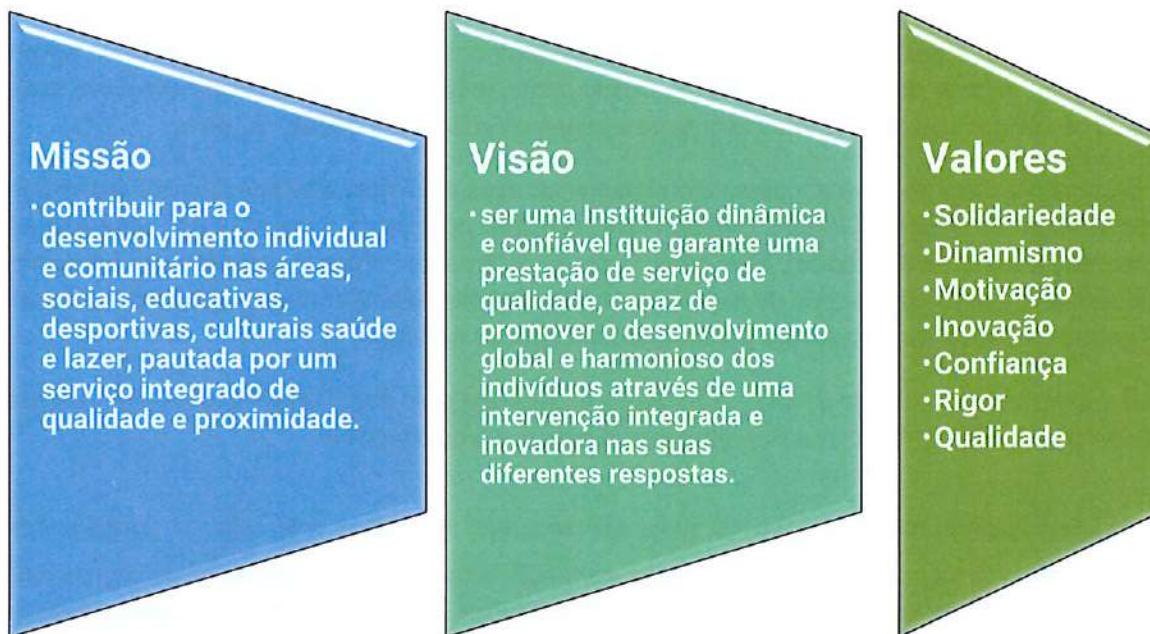 Missão
·contribuir para o
desenvolvimento individual
e comunitário nas áreas,
sociais, educativas,
desportivas, culturais saúde
e lazer, pautada por um
serviço integrado de
qualidade e proximidade.
Visão
·ser uma Instituição dinâmica
e confiável que garante uma
prestação de serviço de
qualidade, capaz de
promover o desenvolvimento
global e harmonioso dos
indivíduos através de uma
intervenção integrada e
inovadora nas suas
diferentes respostas.
Valores
·Solidariedade
·Dinamismo
·Motivação
·Inovação
·Confiança
·Rigor
·Qualidade